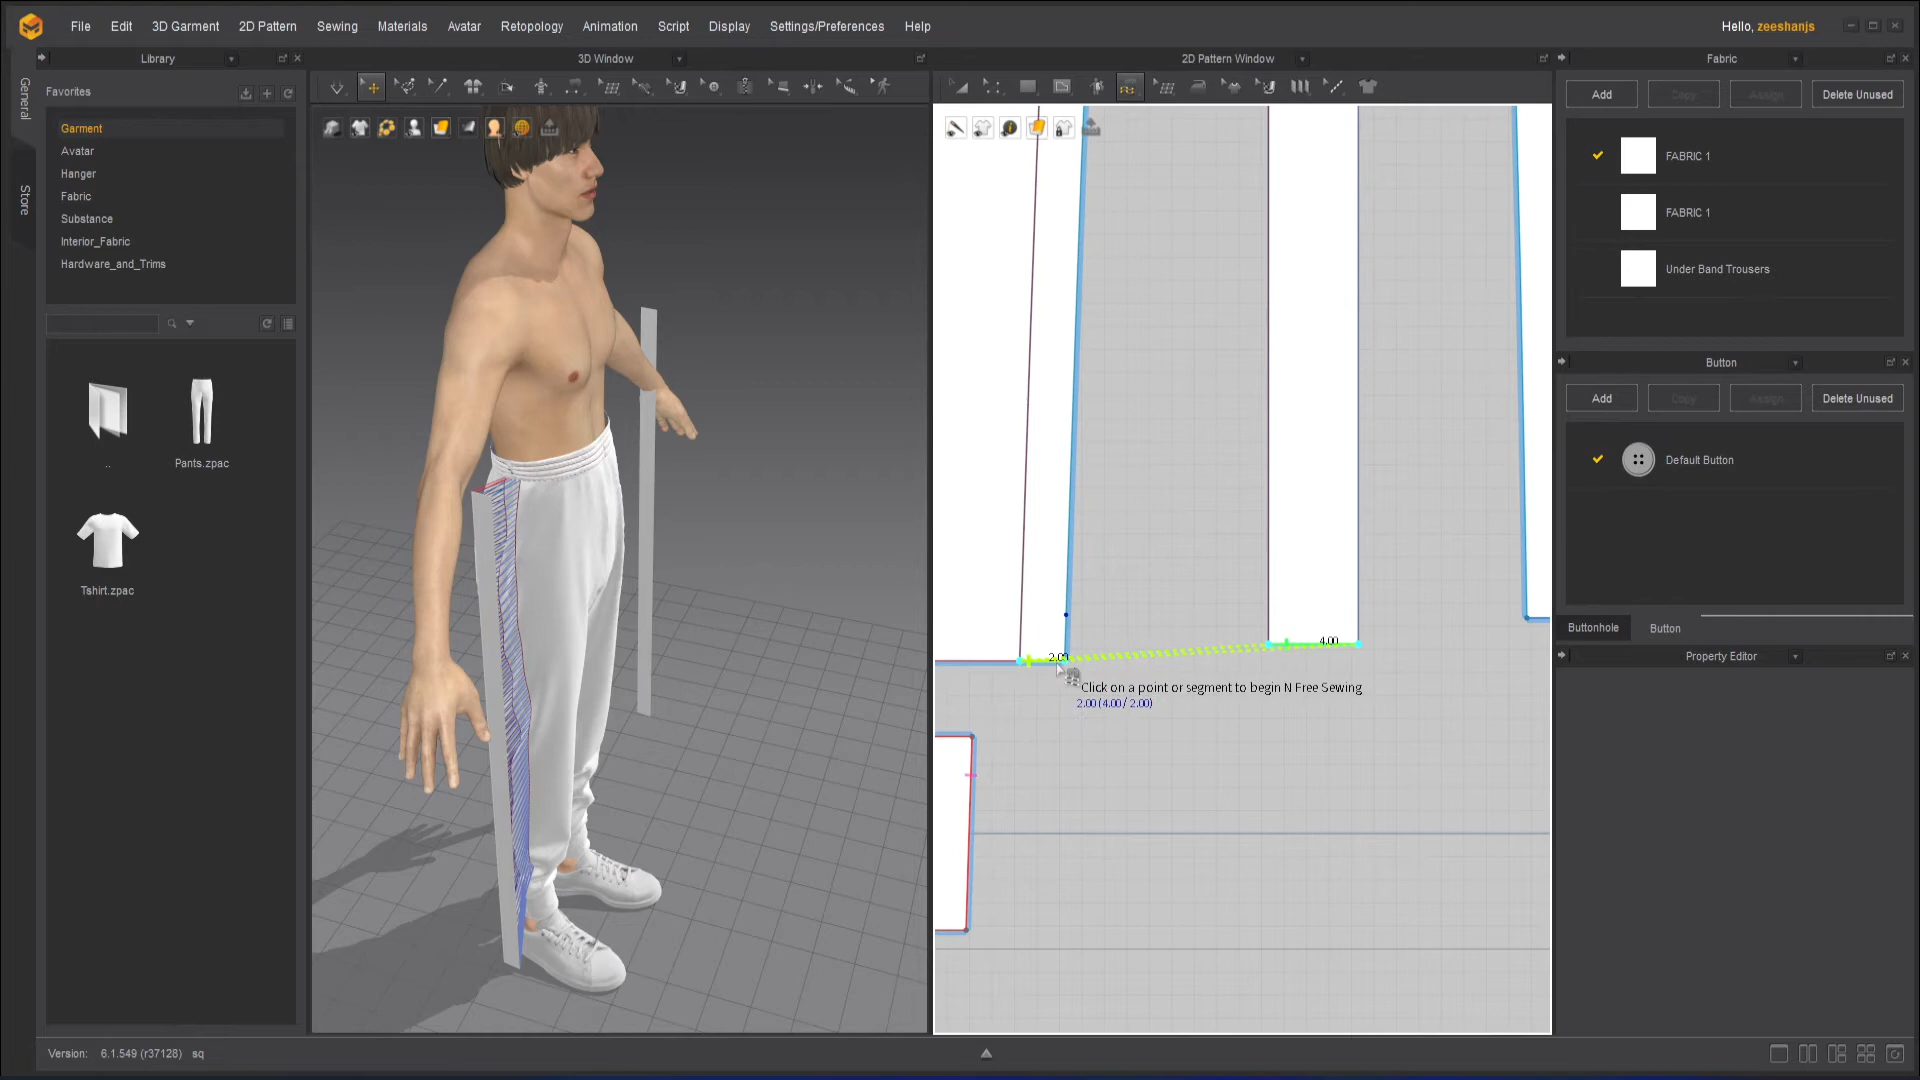 File Edit 3D Garment 2D Pattern Sewing Materials Avatar Retopology Animation Script Display Settings/Preferences Help
Hello, zeeshanjs
Library
3D Window
2D Pattern Window
Fabric
General
Store
Favorites
Garment
Avatar
Hanger
Fabric
Substance
Interior_Fabric
Hardware_and_Trims
..
Pants.zpac
Tshirt.zpac
4.00
2.00
Click on a point or segment to begin N Free Sewing
2.00 (4.00 / 2.00)
Add Copy Assign Delete Unused
FABRIC 1
FABRIC 1
Under Band Trousers
Button
Add Copy Assign Delete Unused
Default Button
Buttonhole Button
Property Editor
Version: 6.1.549 (r37128) sq